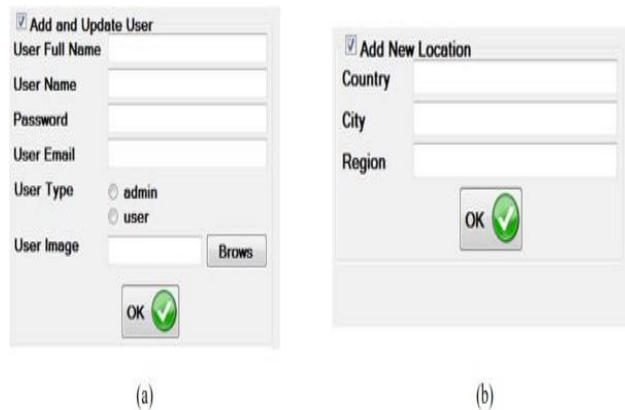 Add and Update User
User Full Name
User Name
Password
User Email
User Type
admin
user
User Image
Brows
OK
(a)
Add New Location
Country
City
Region
OK
(b)